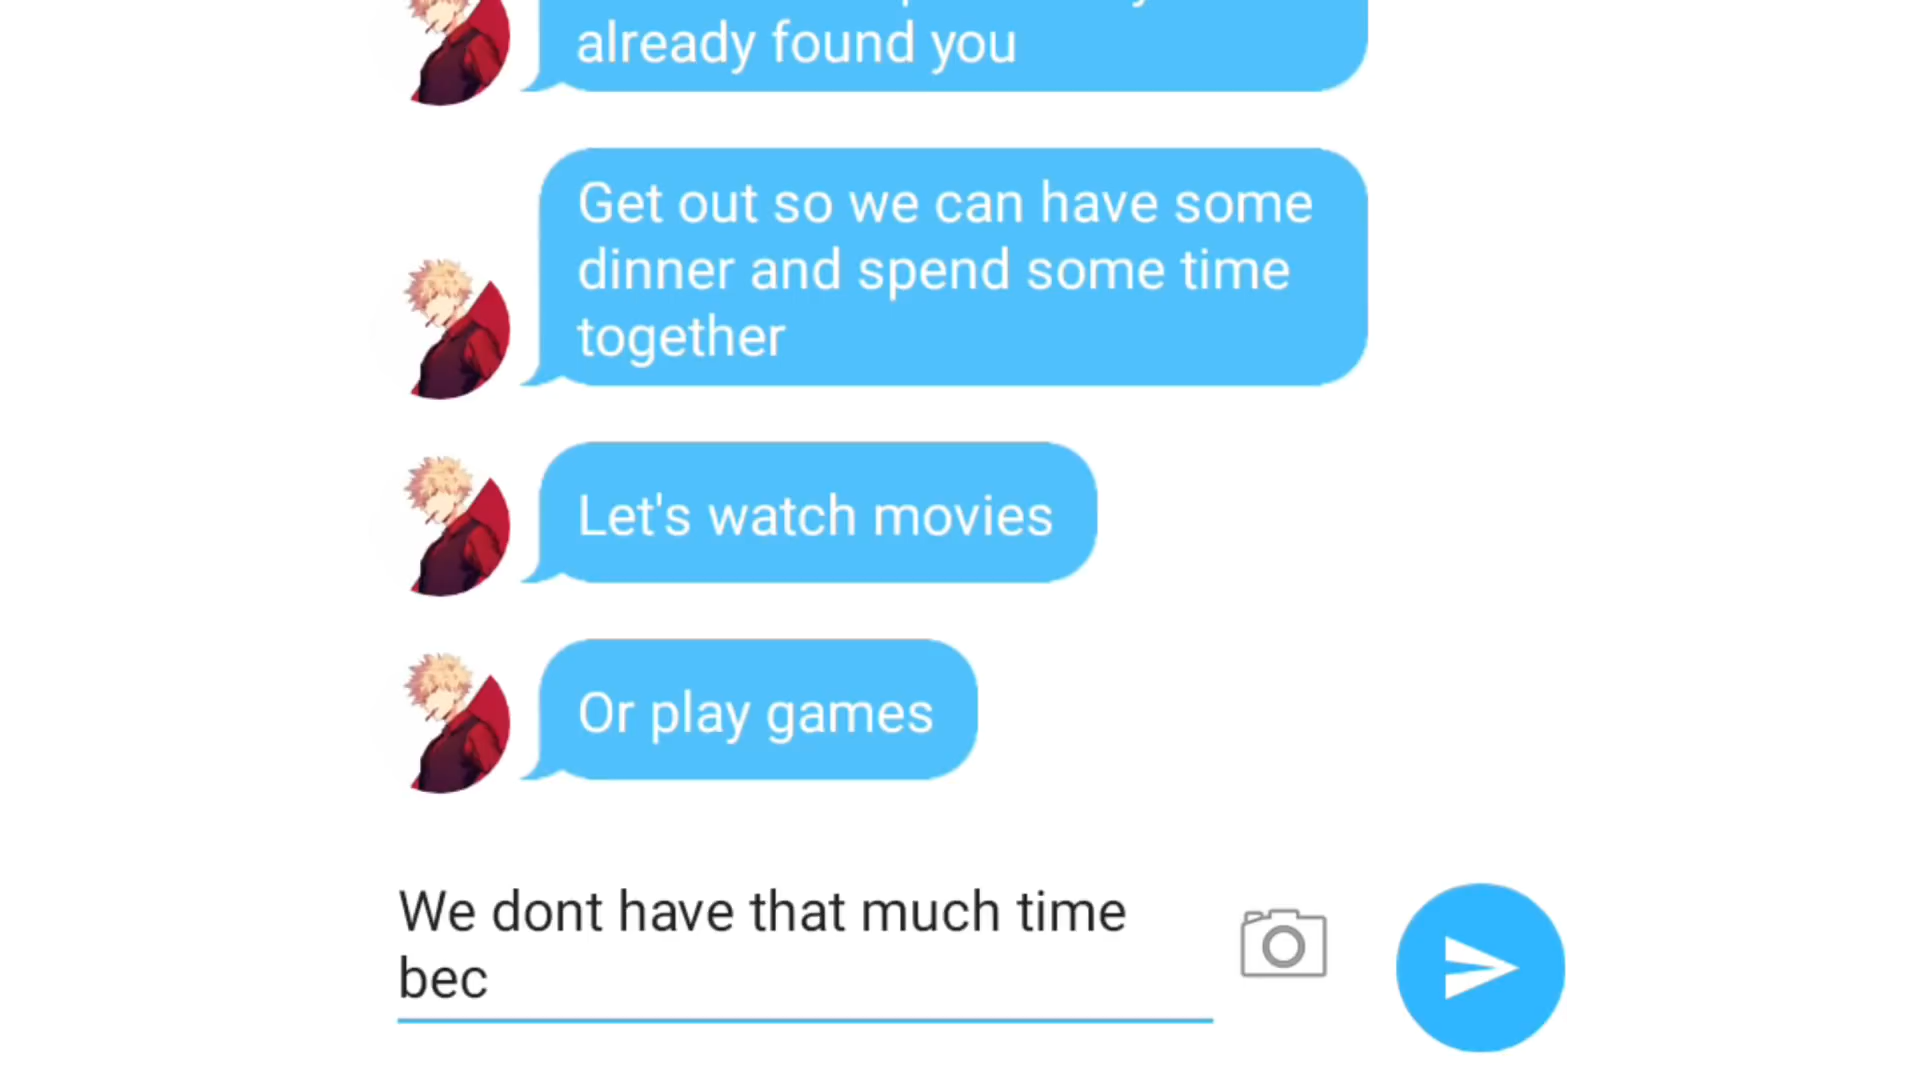 already found you
Get out so we can have some
dinner and spend some time
together
Let's watch movies
Or play games
We dont have that much time
bec